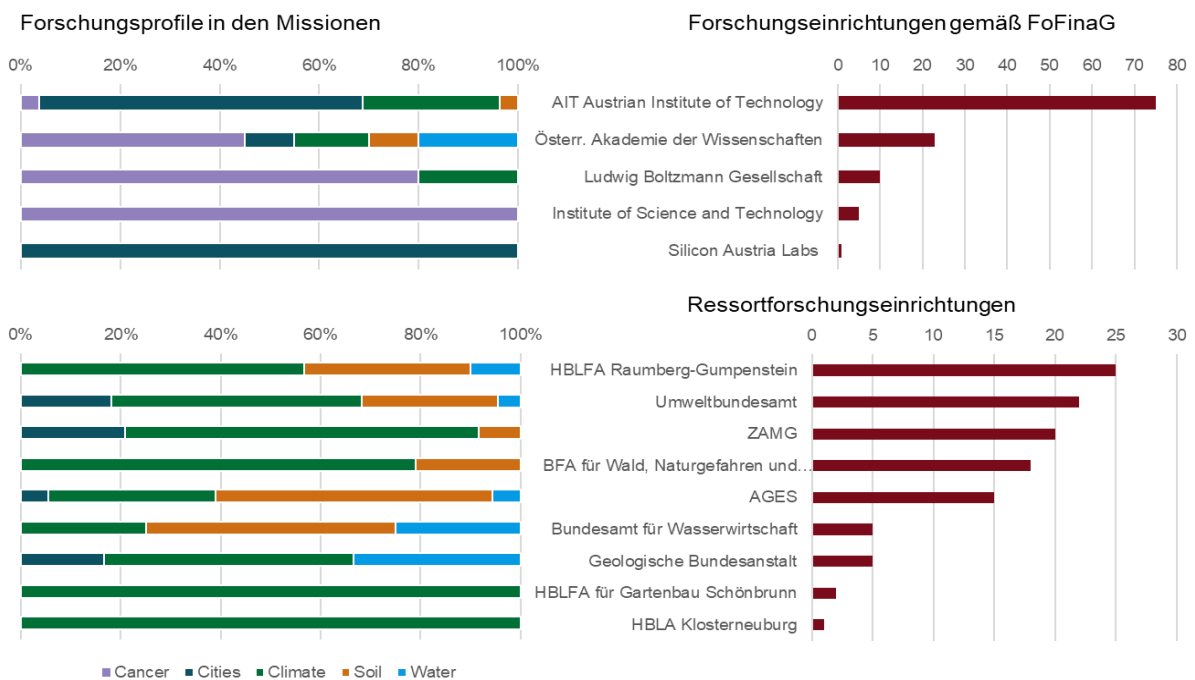 Forschungsprofile in den Missionen
Forschungseinrichtungen gemäß FoFinaG
0% 20% 40% 60% 80% 100%
0 10 20 30 40 50 60 70 80
AIT Austrian Institute of Technology
Österr. Akademie der Wissenschaften
Ludwig Boltzmann Gesellschaft
Institute of Science and Technology
Silicon Austria Labs
Ressortforschungseinrichtungen
0% 20% 40% 60% 80% 100%
0 5 10 15 20 25 30
HBLFA Raumberg-Gumpenstein
Umweltbundesamt
ZAMG
BFA für Wald, Naturgefahren und...
AGES
Bundesamt für Wasserwirtschaft
Geologische Bundesanstalt
HBLFA für Gartenbau Schönbrunn
HBLA Klosterneuburg
Cancer Cities Climate Soil Water